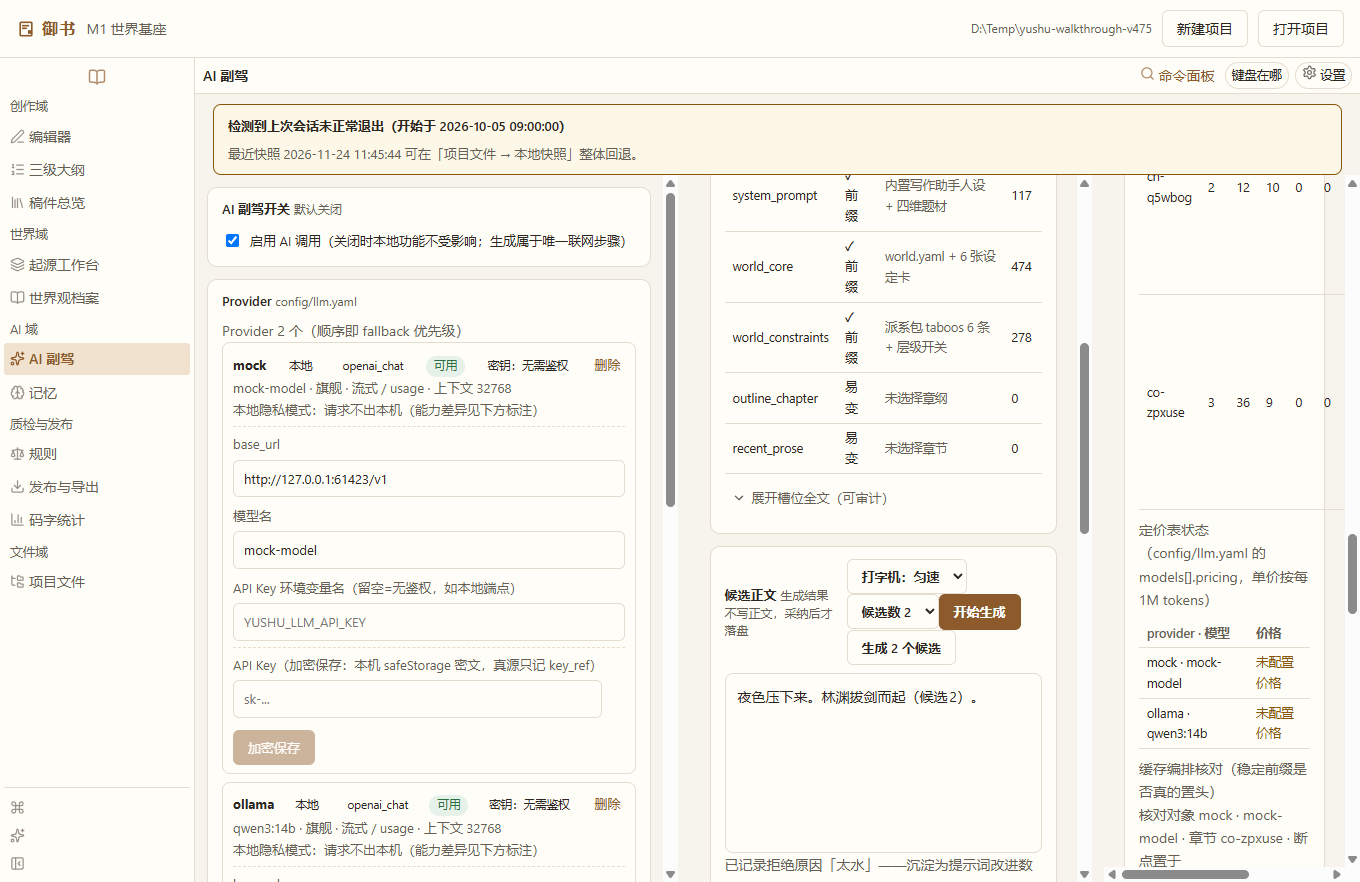 御书 M1 世界基座
D:\Temp\yushu-walkthrough-v475 新建项目 打开项目
AI 副驾
命令面板 键盘在哪 设置
创作域
编辑器
三级大纲
稿件总览
世界域
起源工作台
世界观档案
AI 域
AI 副驾
记忆
质检与发布
规则
发布与导出
码字统计
文件域
项目文件
检测到上次会话未正常退出（开始于 2026-10-05 09:00:00）
最近快照 2026-11-24 11:45:44 可在「项目文件 → 本地快照」整体回退。
AI 副驾开关 默认关闭
启用 AI 调用（关闭时本地功能不受影响；生成属于唯一联网步骤）
Provider config/llm.yaml
Provider 2 个（顺序即 fallback 优先级）
mock 本地 openai_chat 可用 密钥：无需鉴权 删除
mock-model · 旗舰 · 流式 / usage · 上下文 32768
本地隐私模式：请求不出本机（能力差异见下方标注）
base_url
http://127.0.0.1:61423/v1
模型名
mock-model
API Key 环境变量名（留空=无鉴权，如本地端点）
YUSHU_LLM_API_KEY
API Key（加密保存：本机 safeStorage 密文，真源只记 key_ref）
sk-...
加密保存
ollama 本地 openai_chat 可用 密钥：无需鉴权 删除
qwen3:14b · 旗舰 · 流式 / usage · 上下文 32768
本地隐私模式：请求不出本机（能力差异见下方标注）
system_prompt ✓ 前缀 内置写作助手人设 + 四维题材 117
world_core ✓ 前缀 world.yaml + 6 张设定卡 474
world_constraints ✓ 前缀 派系包 taboos 6 条 + 层级开关 278
outline_chapter 易变 未选择章纲 0
recent_prose 易变 未选择章节 0
展开槽位全文（可审计）
候选正文 生成结果不写正文，采纳后才落盘
打字机：匀速
候选数 2 开始生成
生成 2 个候选
夜色压下来。林渊拔剑而起（候选2）。
已记录拒绝原因「太水」——沉淀为提示词改进数
ch-q5wbog 2 12 10 0 0
co-zpxuse 3 36 9 0 0
定价表状态
（config/llm.yaml 的
models[].pricing，单价按每
1M tokens）
provider · 模型 价格
mock · mock-model 未配置价格
ollama · qwen3:14b 未配置价格
缓存编排核对（稳定前缀是
否真的置头）
核对对象 mock · mock-
model · 章节 co-zpxuse · 断
点置于